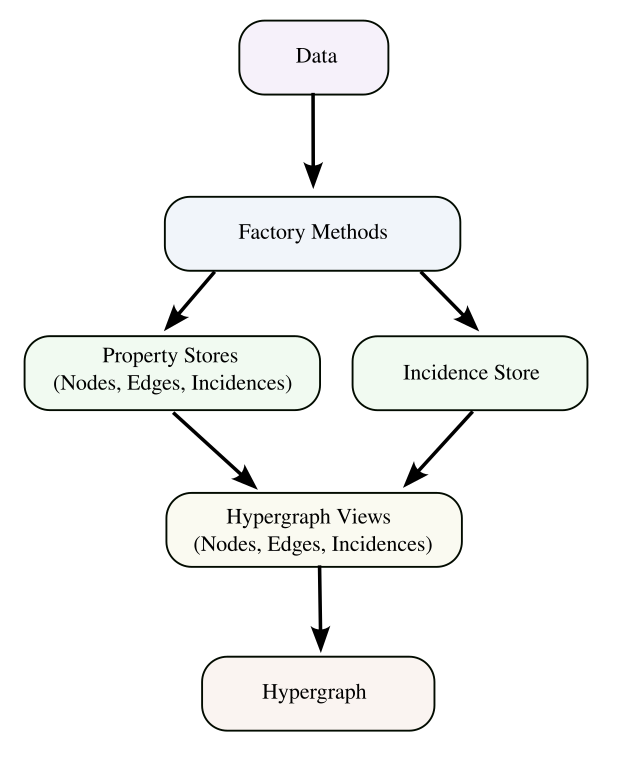 Data
Factory Methods
Property Stores
(Nodes, Edges, Incidences)
Incidence Store
Hypergraph Views
(Nodes, Edges, Incidences)
Hypergraph